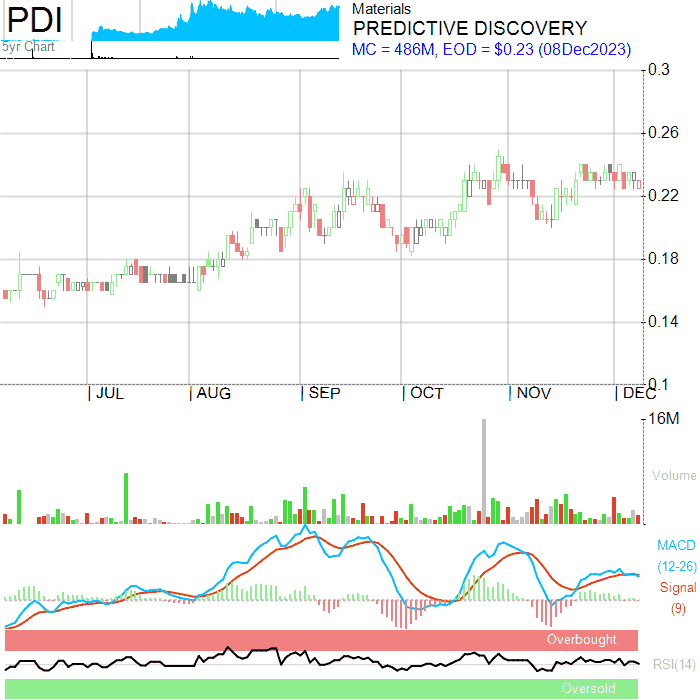 PDI
5yr Chart
Materials
PREDICTIVE DISCOVERY
MC = 486M, EOD = $0.23 (08Dec2023)
0.3
0.26
0.22
0.18
0.14
0.1
JUL AUG SEP OCT NOV DEC
16M
Volume
MACD
(12-26)
Signal
(9)
Overbought
RSI(14)
Oversold